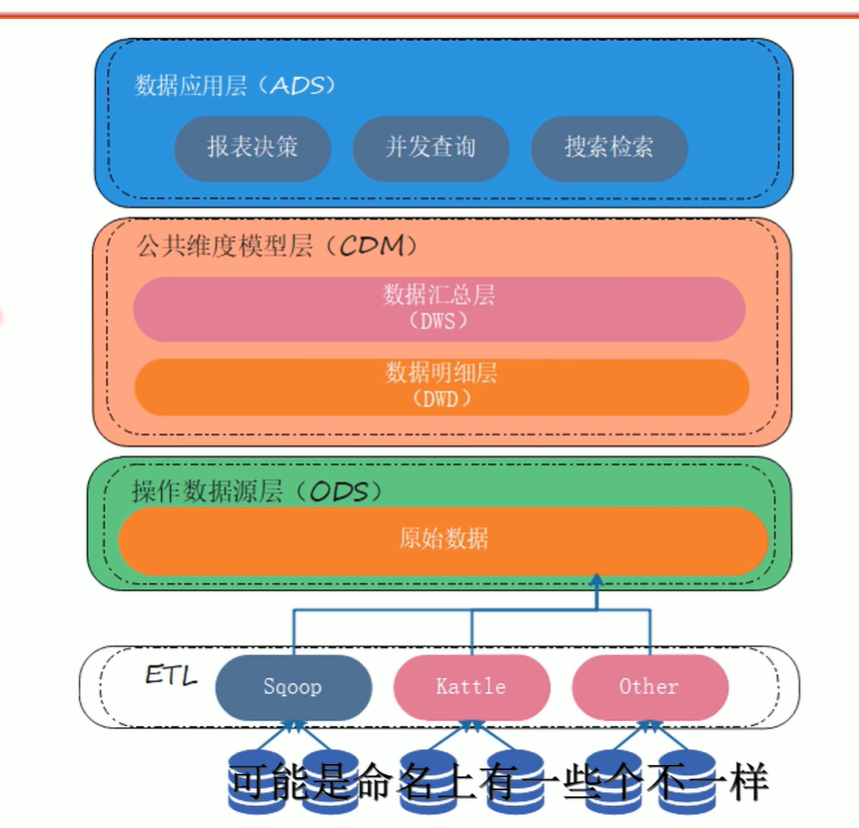 数据应用层（ADS）
报表决策 并发查询 搜索检索
公共维度模型层（CDM）
数据汇总层
（DWS）
数据明细层
（DWD）
操作数据源层（ODS）
原始数据
ETL Sqoop Kattle Other
可能是命名上有一些个不一样